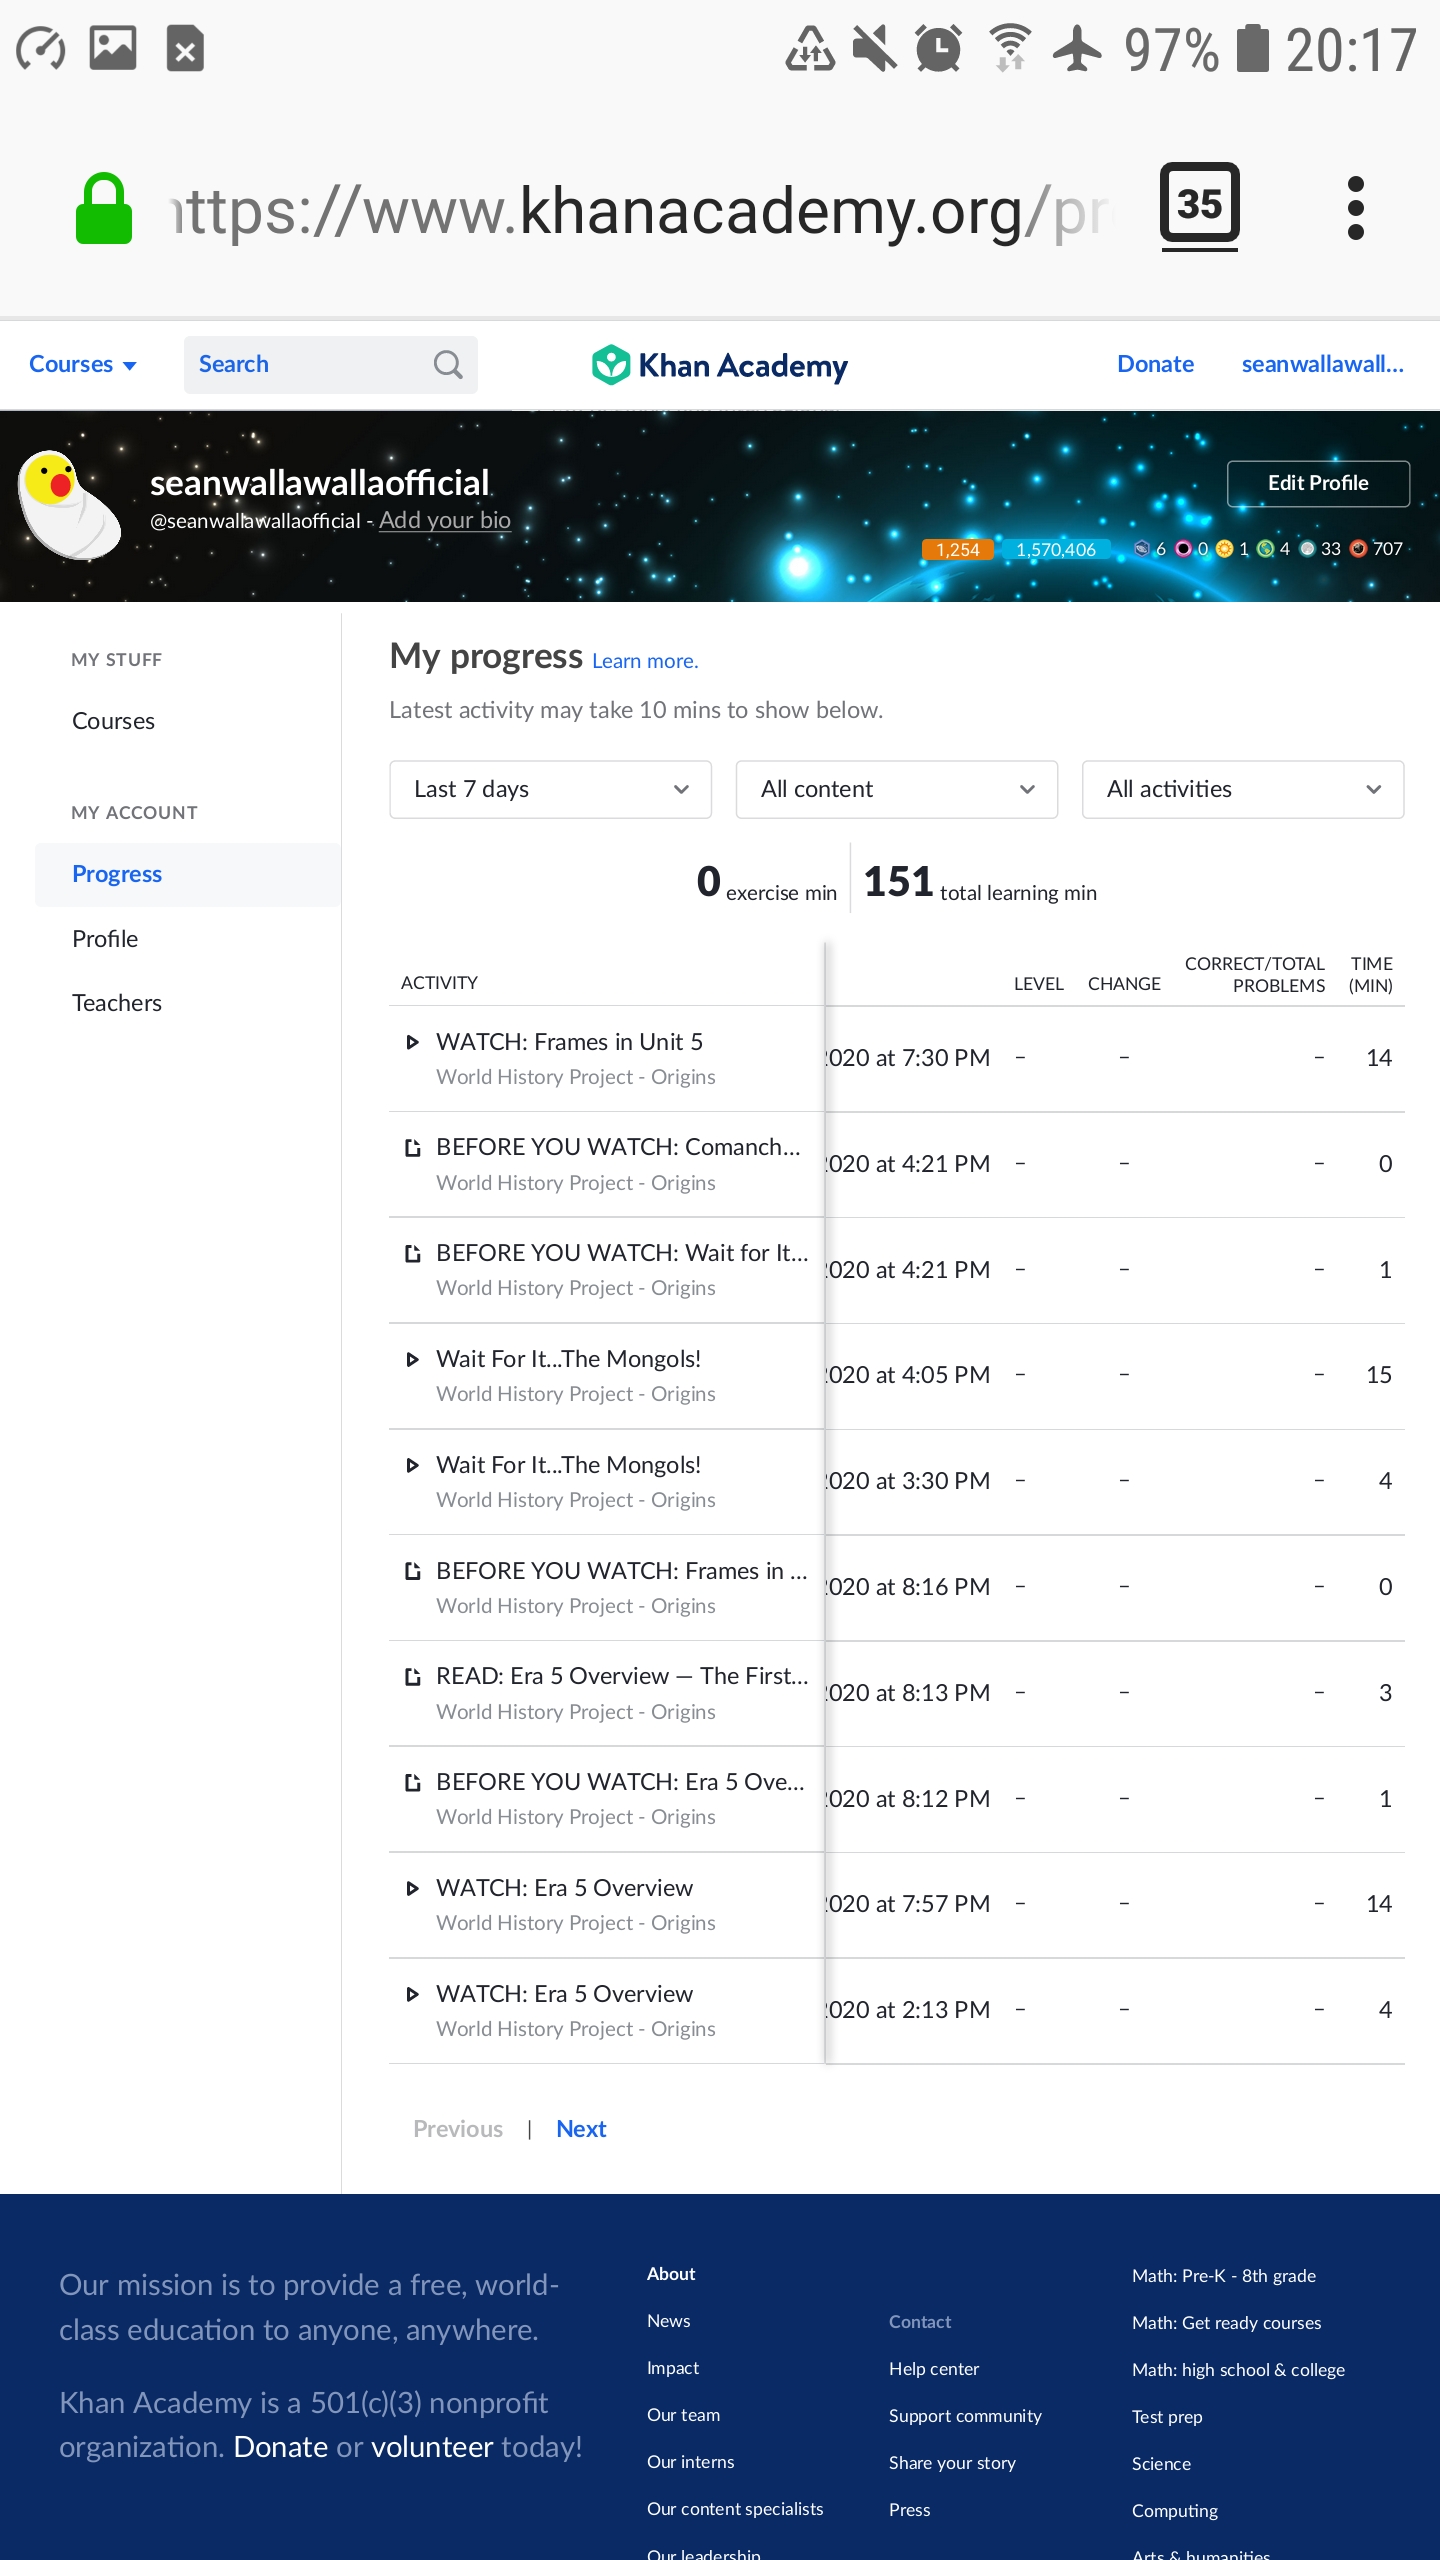 97% 20:17
https://www.khanacademy.org/pr
35
Courses
Search
Khan Academy
Donate
seanwallawall...
seanwallawallaofficial
@seanwallawallaofficial - Add your bio
Edit Profile
1,254 1,570,406 6 0 1 4 33 707
MY STUFF
Courses
MY ACCOUNT
Progress
Profile
Teachers
My progress Learn more.
Latest activity may take 10 mins to show below.
Last 7 days
All content
All activities
0 exercise min
151 total learning min
ACTIVITY LEVEL CHANGE CORRECT/TOTAL PROBLEMS TIME (MIN)
WATCH: Frames in Unit 5
World History Project - Origins
2020 at 7:30 PM – – – 14
BEFORE YOU WATCH: Comanch...
World History Project - Origins
2020 at 4:21 PM – – – 0
BEFORE YOU WATCH: Wait for It...
World History Project - Origins
2020 at 4:21 PM – – – 1
Wait For It...The Mongols!
World History Project - Origins
2020 at 4:05 PM – – – 15
Wait For It...The Mongols!
World History Project - Origins
2020 at 3:30 PM – – – 4
BEFORE YOU WATCH: Frames in ...
World History Project - Origins
2020 at 8:16 PM – – – 0
READ: Era 5 Overview — The First...
World History Project - Origins
2020 at 8:13 PM – – – 3
BEFORE YOU WATCH: Era 5 Ove...
World History Project - Origins
2020 at 8:12 PM – – – 1
WATCH: Era 5 Overview
World History Project - Origins
2020 at 7:57 PM – – – 14
WATCH: Era 5 Overview
World History Project - Origins
2020 at 2:13 PM – – – 4
Previous | Next
Our mission is to provide a free, world-
class education to anyone, anywhere.
Khan Academy is a 501(c)(3) nonprofit
organization. Donate or volunteer today!
About
News
Impact
Our team
Our interns
Our content specialists
Our leadership
Contact
Help center
Support community
Share your story
Press
Math: Pre-K - 8th grade
Math: Get ready courses
Math: high school & college
Test prep
Science
Computing
Arts & humanities